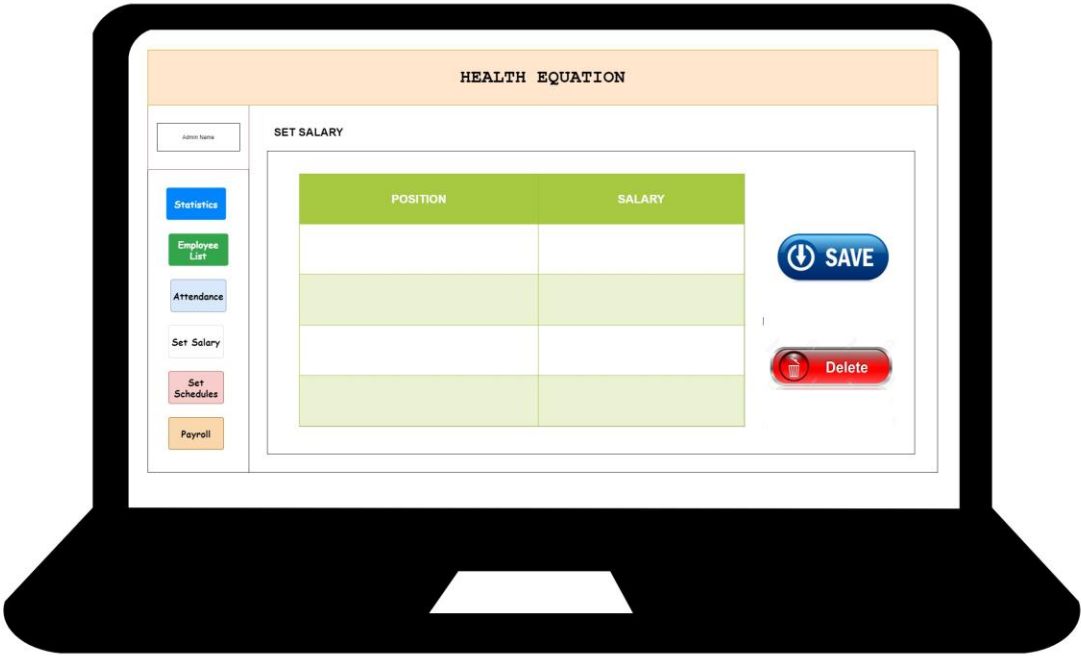 HEALTH EQUATION
Admin Name
SET SALARY
POSITION SALARY
Statistics
Employee
List
Attendance
Set Salary
Set
Schedules
Payroll
SAVE
Delete